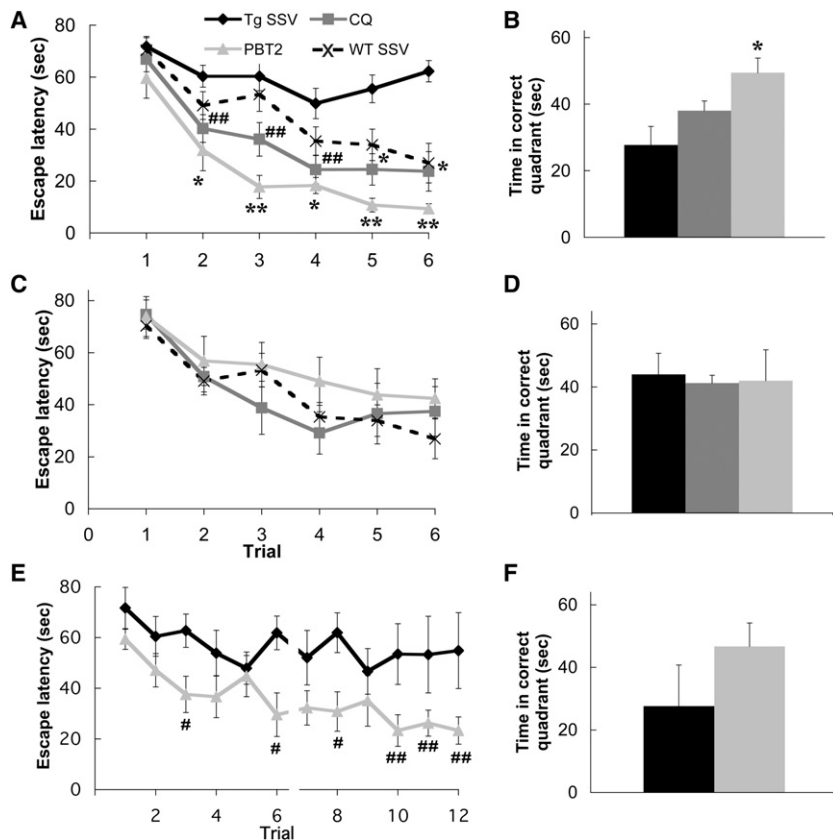 A
Tg SSV
CQ
PBT2
WT SSV
Escape latency (sec)
80
60
40
20
0
1 2 3 4 5 6
##
##
##
*
*
*
**
*
**
**
B
Time in correct
quadrant (sec)
60
40
20
0
*
C
Escape latency (sec)
80
60
40
20
0
0 1 2 3 4 5 6
Trial
D
Time in correct
quadrant (sec)
60
40
20
0
E
Escape latency (sec)
80
60
40
20
0
2 4 6 8 10 12
Trial
#
#
#
##
##
##
F
Time in correct
quadrant (sec)
60
40
20
0